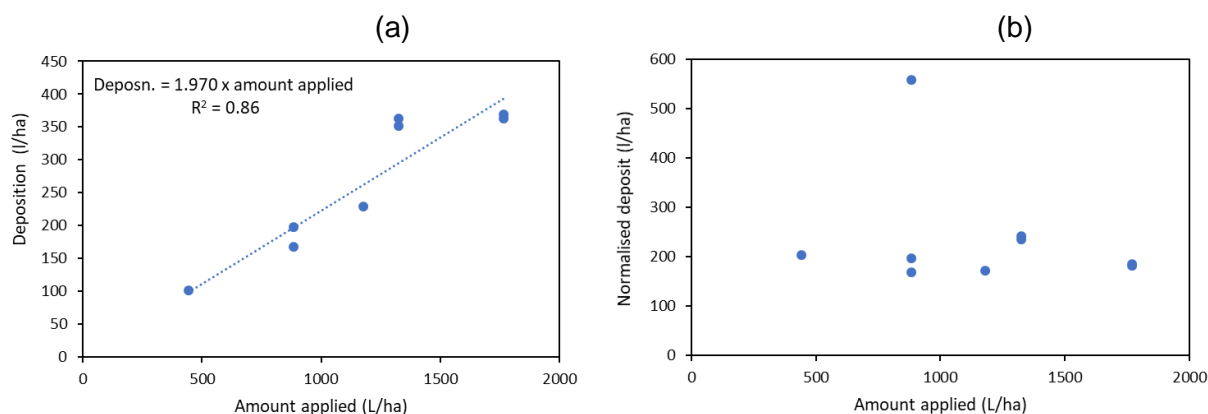 (a)
450
400
350
300
250
200
150
100
50
0
Deposition (l/ha)
Deposn. = 1.970 x amount applied
R² = 0.86
0 500 1000 1500 2000
Amount applied (L/ha)
(b)
600
500
400
300
200
100
0
Normalised deposit (l/ha)
0 500 1000 1500 2000
Amount applied (L/ha)